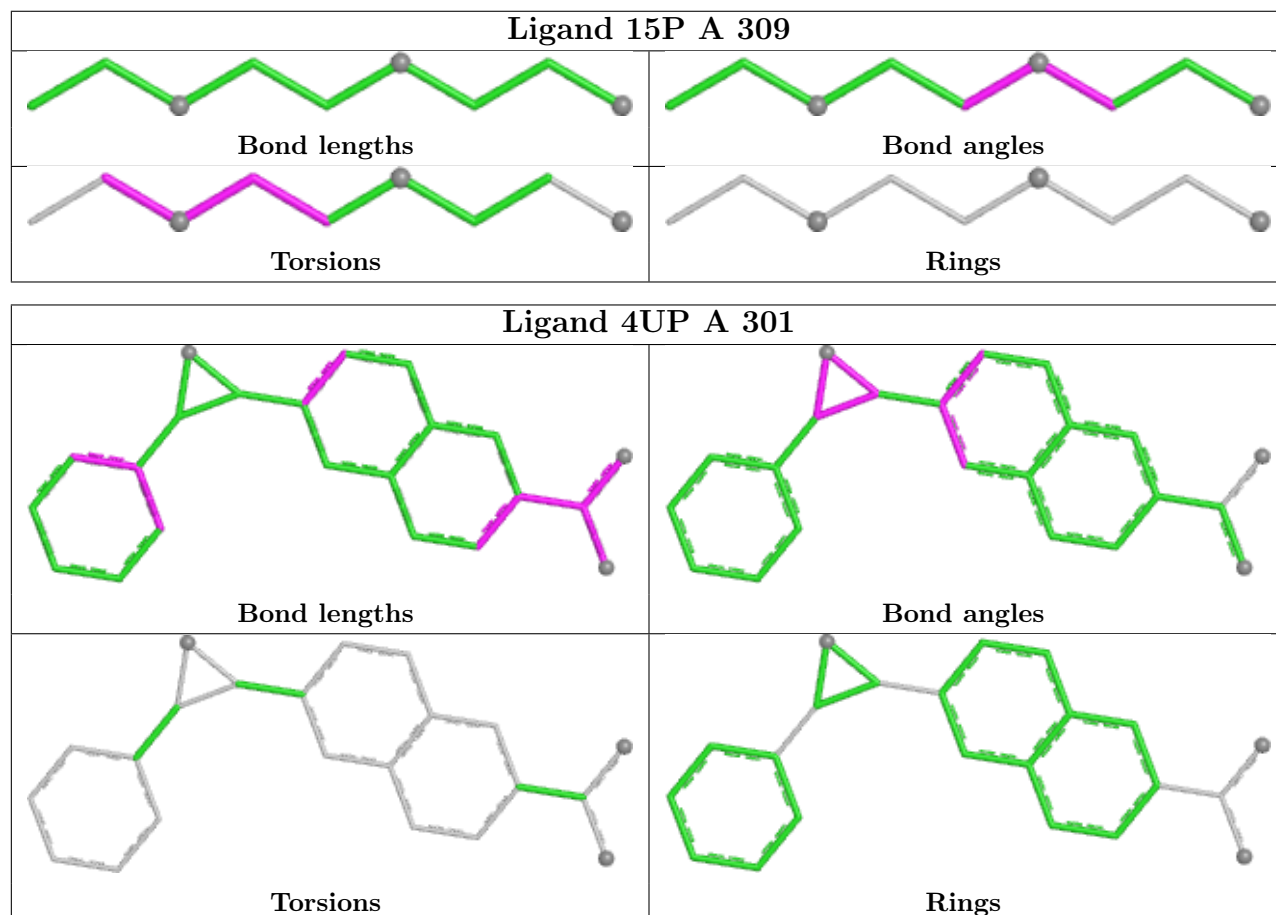 Ligand 15P A 309
Bond lengths
Bond angles
Torsions
Rings
Ligand 4UP A 301
Bond lengths
Bond angles
Torsions
Rings